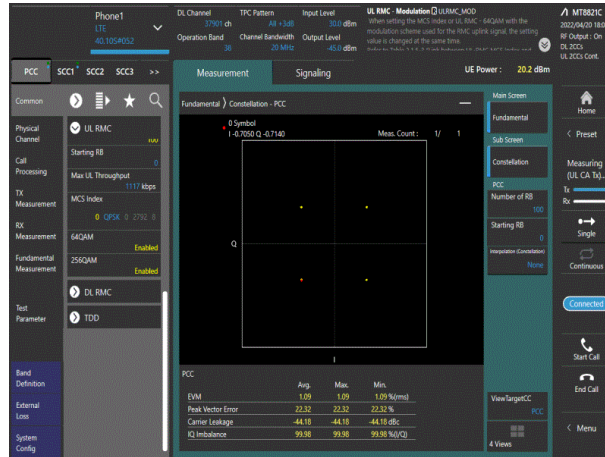 Phone1
LTE
40.105#052
DL Channel
37901 ch
TPC Pattern
All +3dB
Input Level
30.0 dBm
Operation Band
38
Channel Bandwidth
20 MHz
Output Level
-45.0 dBm
UL RMC - Modulation ULRMC_MOD
When setting the MCS index or UL RMC - 64QAM with the
modulation scheme used for the RMC uplink signal, the setting
value is changed at the same time.
MT8821C
RF Output : On
DL 2CCs
UL 2CCs Cont.
PCC
SCC1
SCC2
SCC3
>>
Measurement
Signaling
UE Power : 20.2 dBm
Common
Physical
Channel
Call
Processing
TX
Measurement
RX
Measurement
Fundamental
Measurement
Test
Parameter
Band
Definition
External
Loss
System
Config
UL RMC
100
Starting RB
0
Max UL Throughput
1117 kbps
MCS Index
0 QPSK 6 2792 8
64QAM
Enabled
256QAM
Enabled
DL RMC
TDD
Fundamental ❯ Constellation - PCC
0 Symbol
I -0.7050 Q -0.7140
Meas. Count : 1/ 1
Q
I
PCC
Avg. Max. Min.
EVM 1.09 1.09 1.09 %(rms)
Peak Vector Error 22.32 22.32 22.32 %
Carrier Leakage -44.18 -44.18 -44.18 dBc
IQ Imbalance 99.98 99.98 99.98 %(I/Q)
Main Screen
Fundamental
Sub Screen
Constellation
PCC
Number of RB
100
Starting RB
0
Interpolation (Constellation)
None
ViewTargetCC
PCC
4 Views
Home
< Preset
Measuring
(UL CA Tx)...
Tx
Rx
Single
Continuous
Connected
Start Call
End Call
< Menu